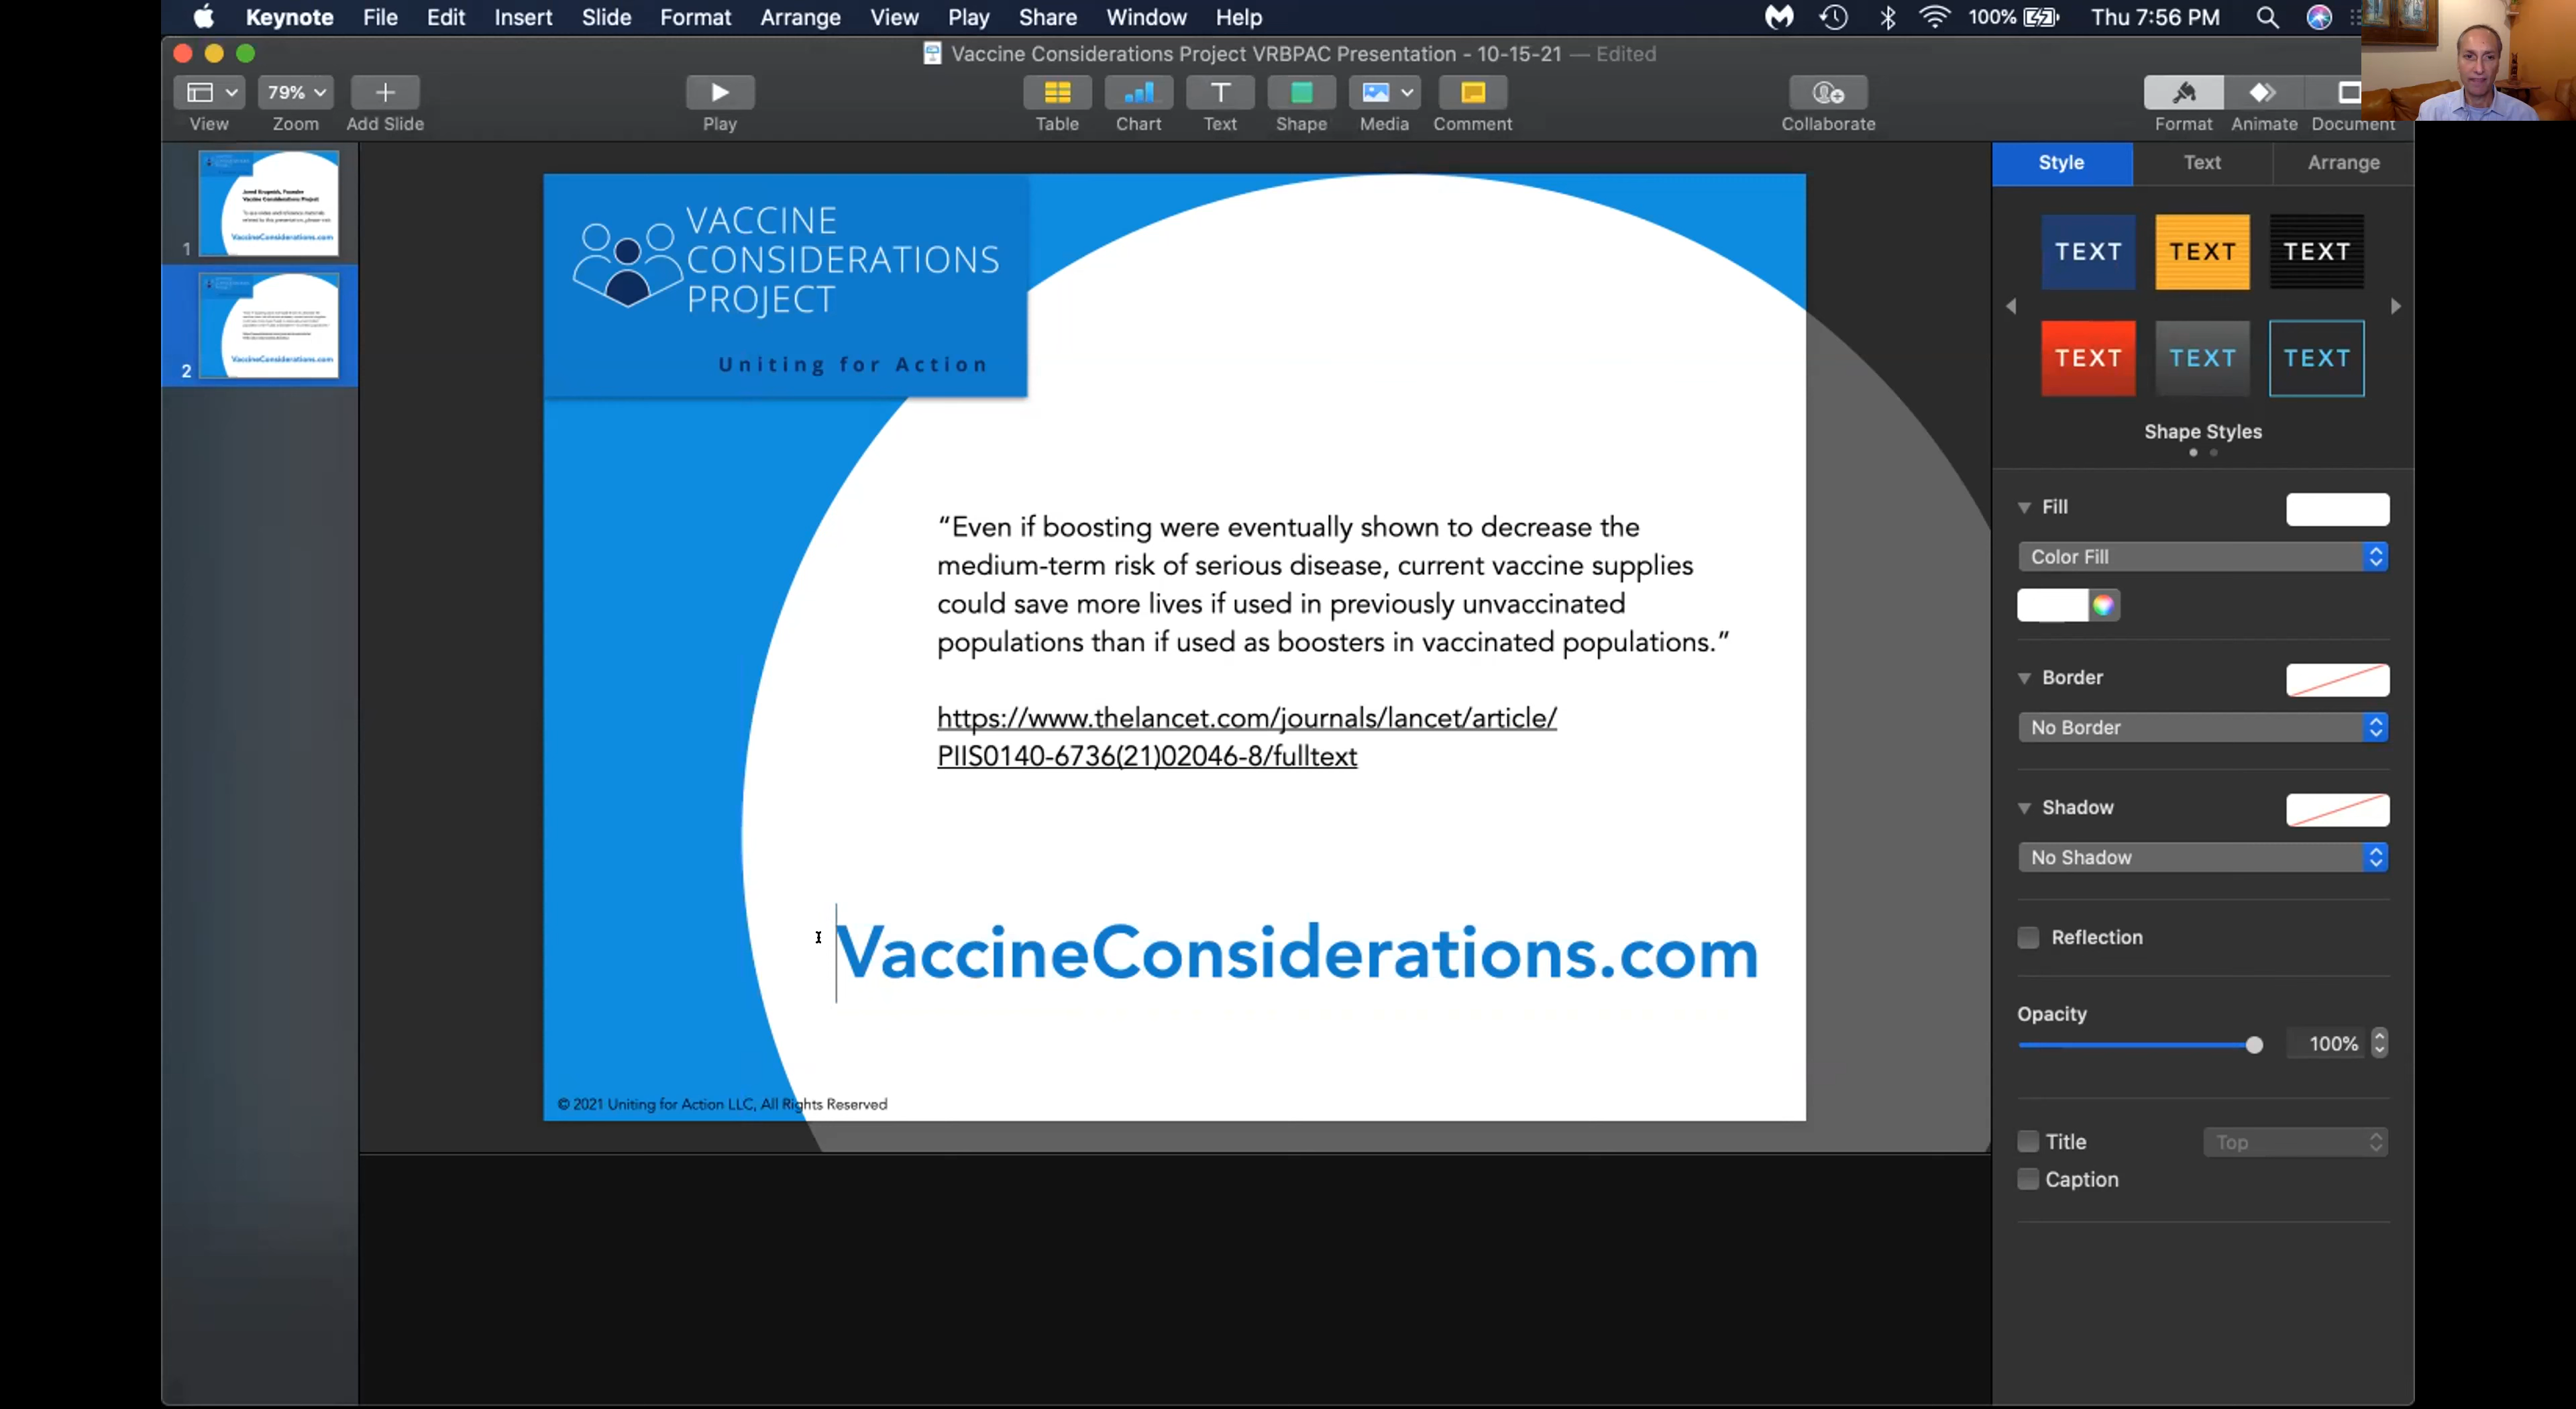 Keynote File Edit Insert Slide Format Arrange View Play Share Window Help 100% Thu 7:56 PM
Vaccine Considerations Project VRBPAC Presentation - 10-15-21 — Edited
79%
View Zoom Add Slide Play Table Chart Text Shape Media Comment Collaborate Format Animate Document
Style Text Arrange
1
Vaccine Considerations Project
VaccineConsiderations.com
2
VaccineConsiderations.com
VACCINE
CONSIDERATIONS
PROJECT
Uniting for Action
“Even if boosting were eventually shown to decrease the
medium-term risk of serious disease, current vaccine supplies
could save more lives if used in previously unvaccinated
populations than if used as boosters in vaccinated populations.”
https://www.thelancet.com/journals/lancet/article/
PIIS0140-6736(21)02046-8/fulltext
VaccineConsiderations.com
© 2021 Uniting for Action LLC, All Rights Reserved
TEXT TEXT TEXT
TEXT TEXT TEXT
Shape Styles
Fill
Color Fill
Border
No Border
Shadow
No Shadow
Reflection
Opacity
100%
Title Top
Caption